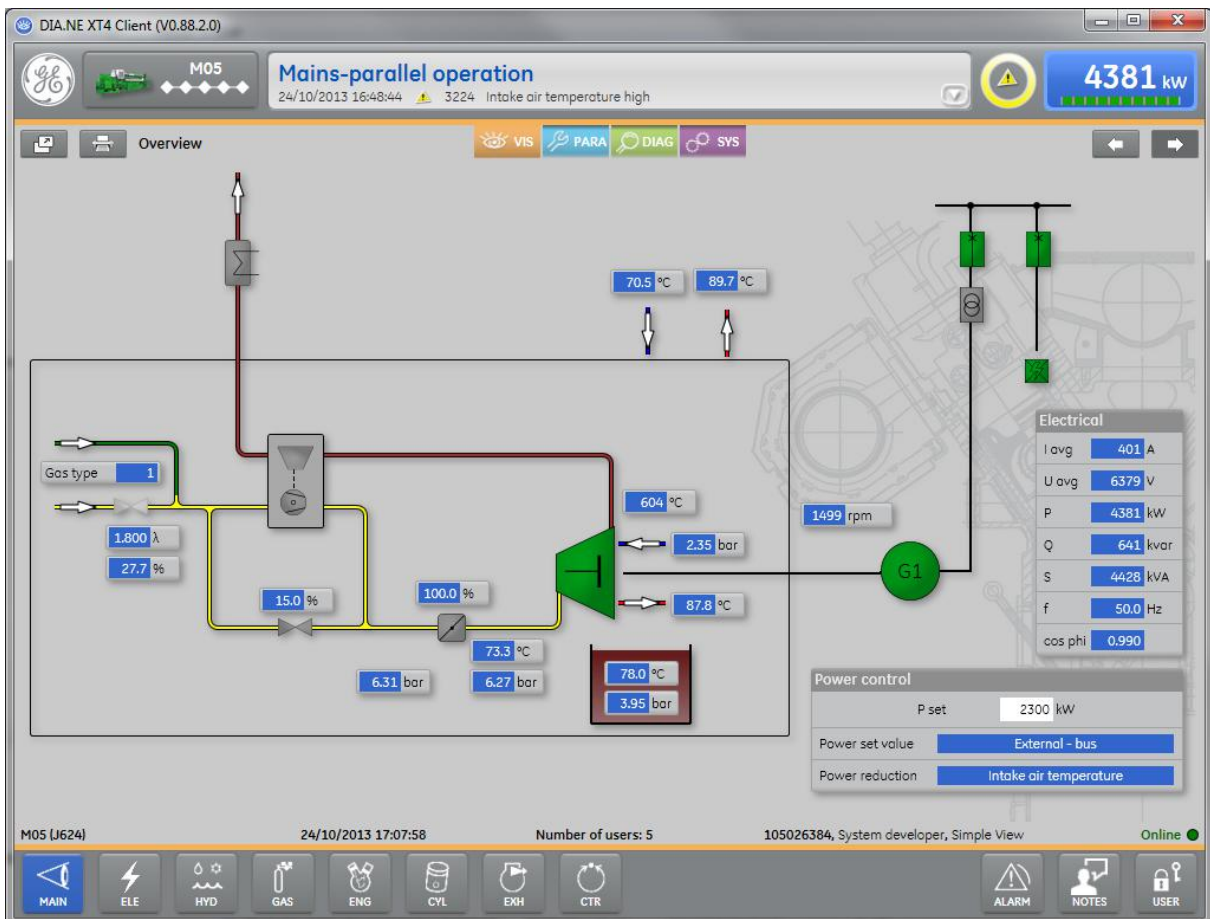 DIA.NE XT4 Client (V0.88.2.0)
M05
Mains-parallel operation
24/10/2013 16:48:44 3224 Intake air temperature high
4381 kW
Overview
VIS PARA DIAG SYS
70.5 °C 89.7 °C
Gas type 1
1.800 λ
27.7 %
15.0 %
100.0 %
73.3 °C
6.31 bar
6.27 bar
604 °C
2.35 bar
87.8 °C
78.0 °C
3.95 bar
1499 rpm
G1
Electrical
I avg 401 A
U avg 6379 V
P 4381 kW
Q 641 kvar
S 4428 kVA
f 50.0 Hz
cos phi 0.990
Power control
P set 2300 kW
Power set value External - bus
Power reduction Intake air temperature
M05 (J624) 24/10/2013 17:07:58 Number of users: 5 105026384, System developer, Simple View Online
MAIN ELE HYD GAS ENG CYL EXH CTR ALARM NOTES USER